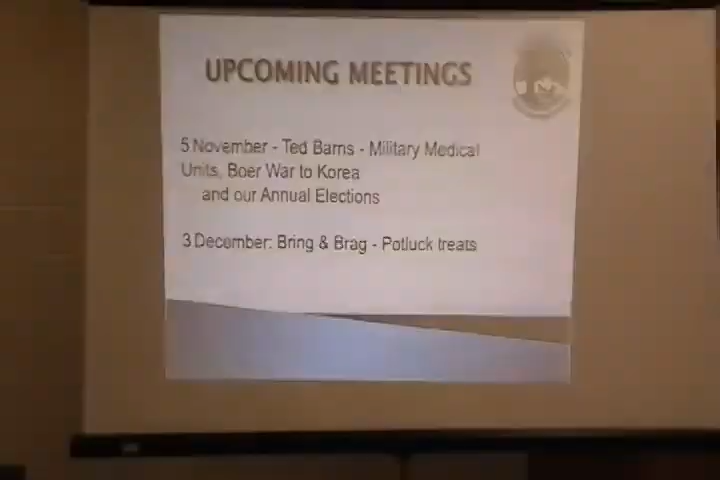 UPCOMING MEETINGS
5 November - Ted Barns - Military Medical
Units, Boer War to Korea
and our Annual Elections
3 December: Bring & Brag - Potluck treats